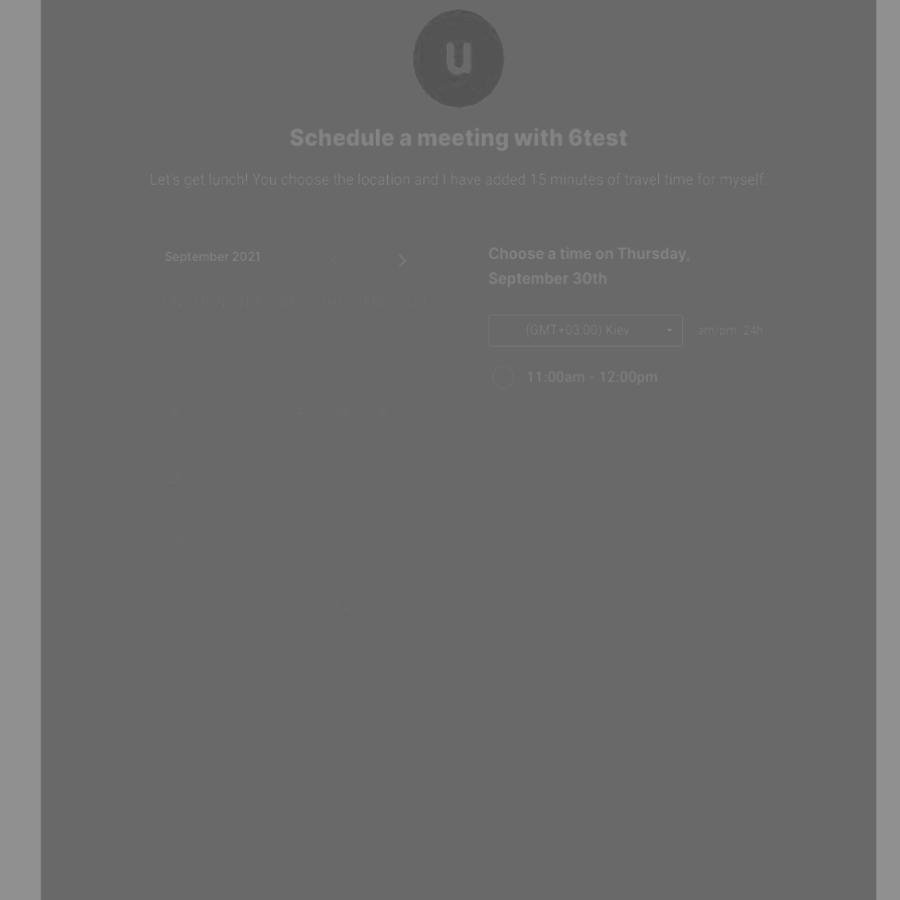 u
Schedule a meeting with 6test
Let's get lunch! You choose the location and I have added 15 minutes of travel time for myself.
September 2021
Choose a time on Thursday,
September 30th
(GMT+03:00) Kiev
am/pm 24h
11:00am - 12:00pm